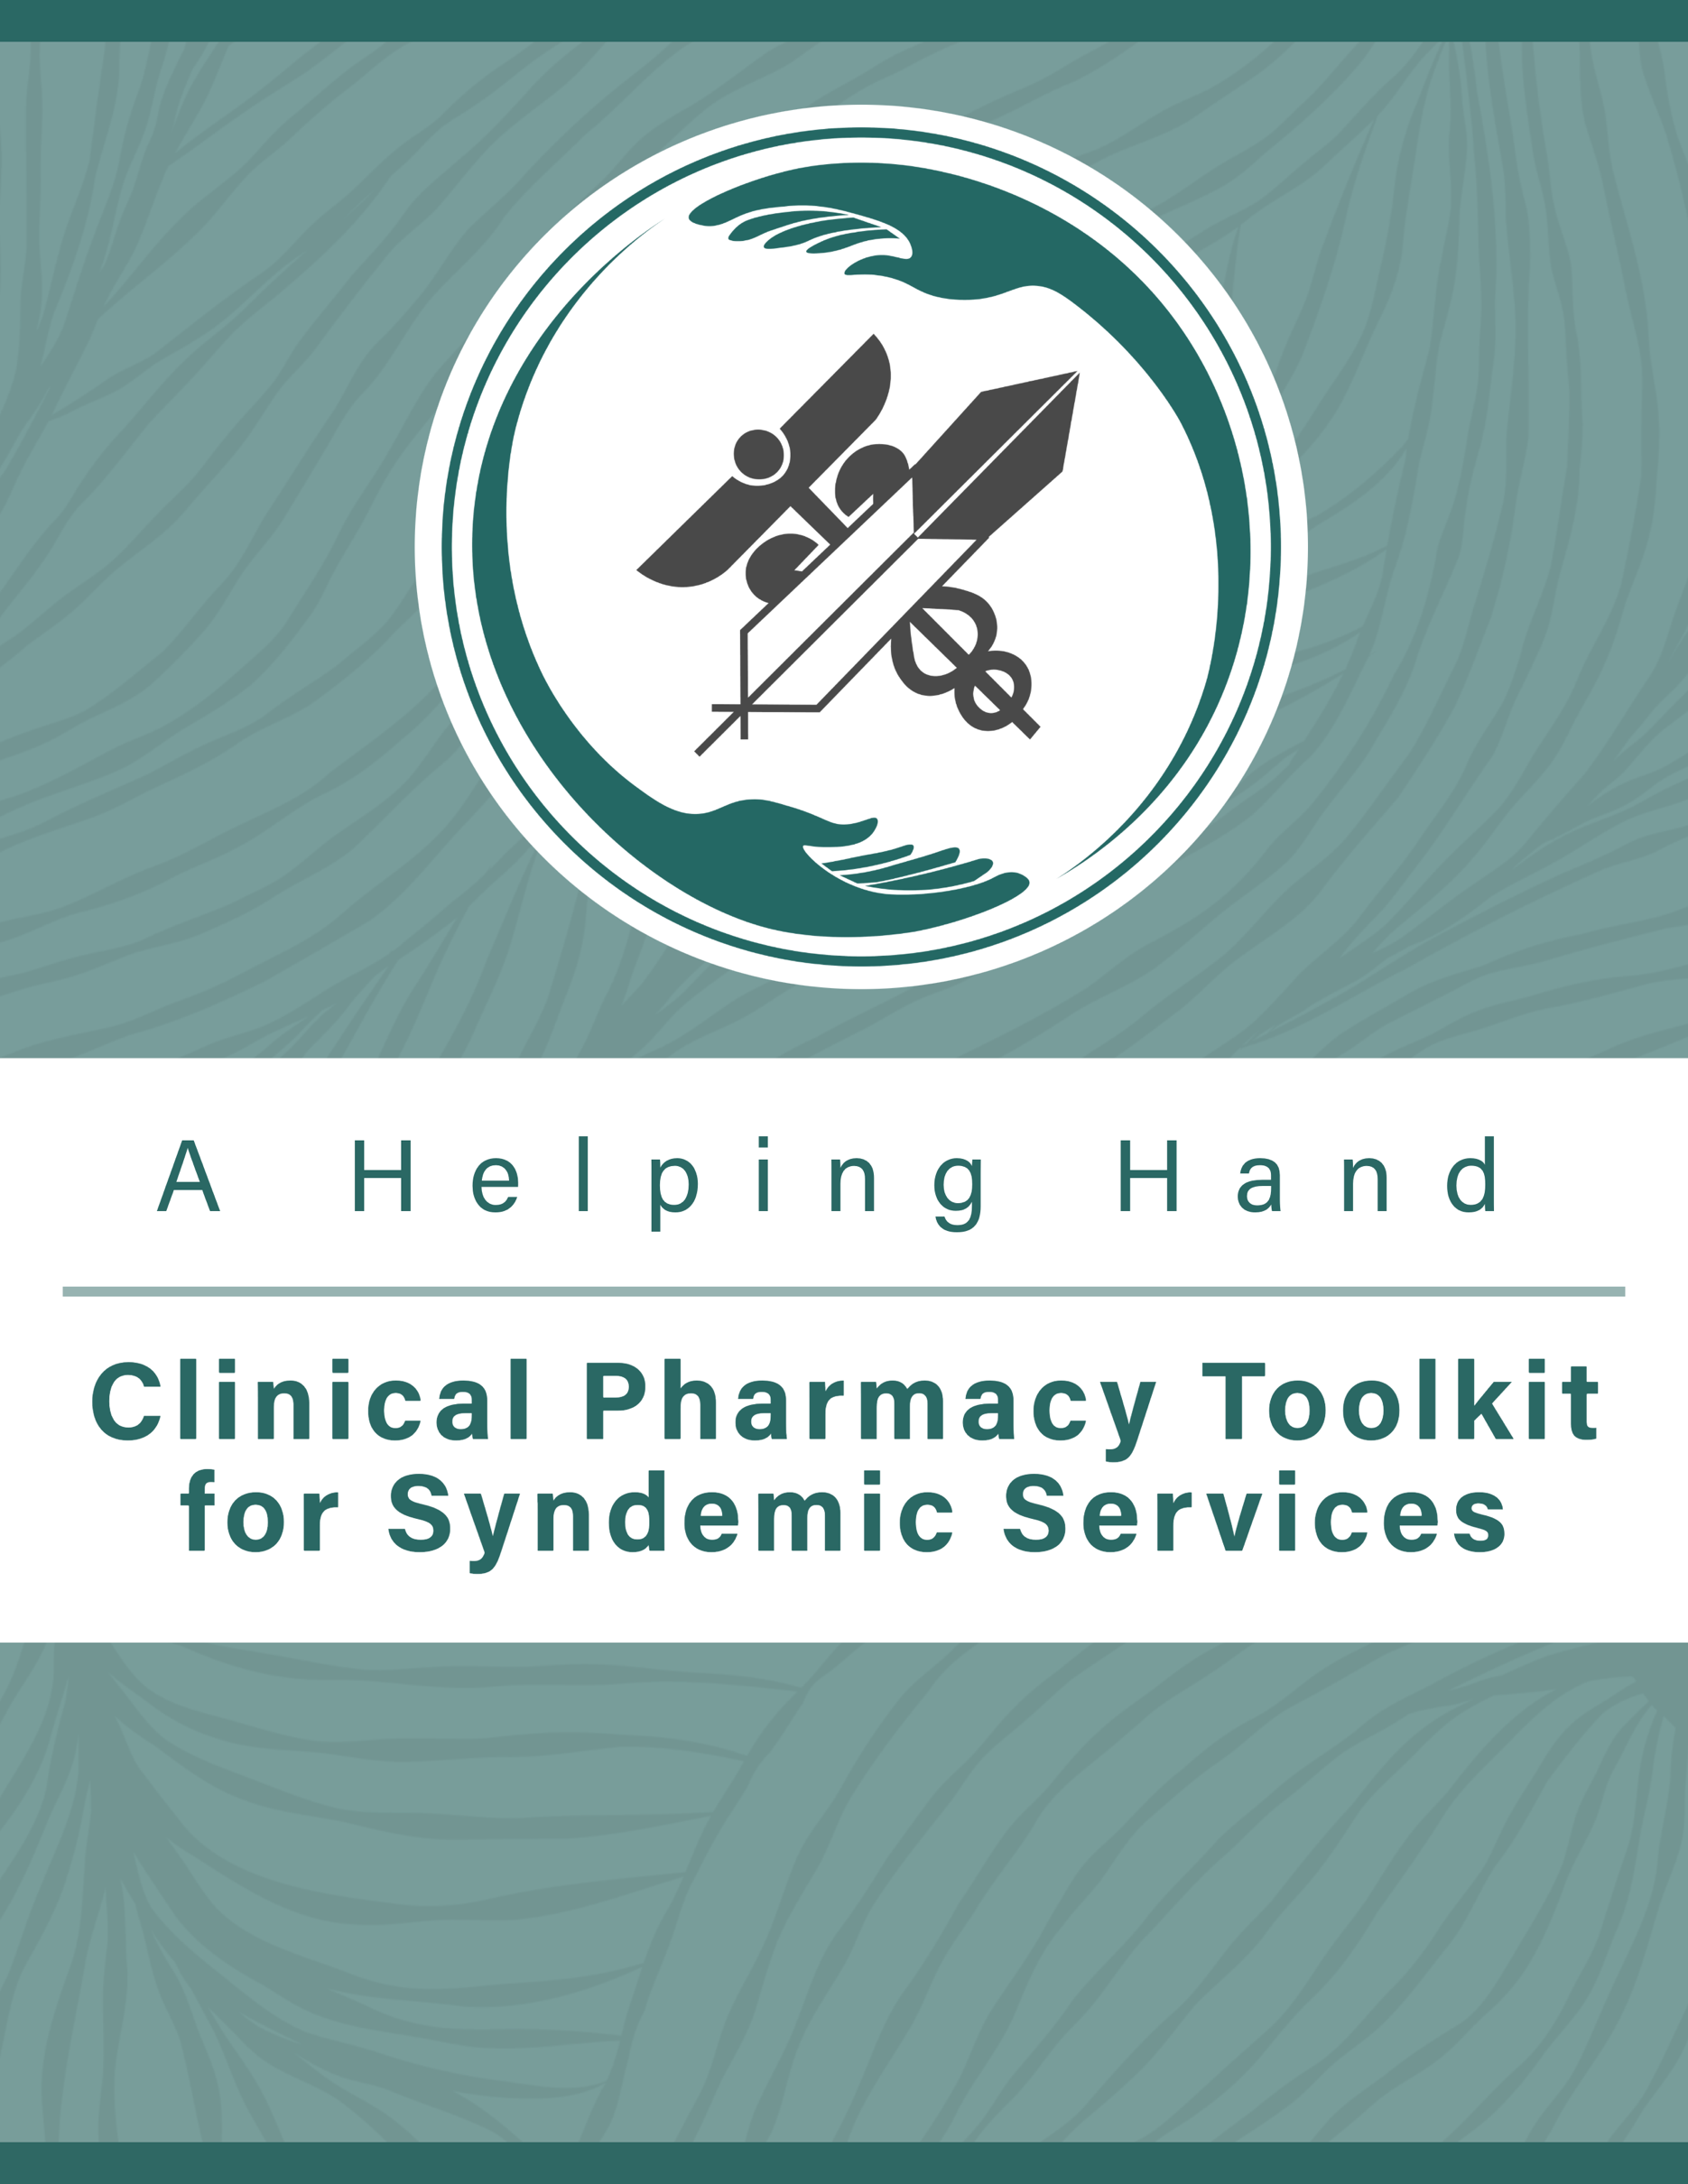 A Helping Hand
Clinical Pharmacy Toolkit
for Syndemic Services